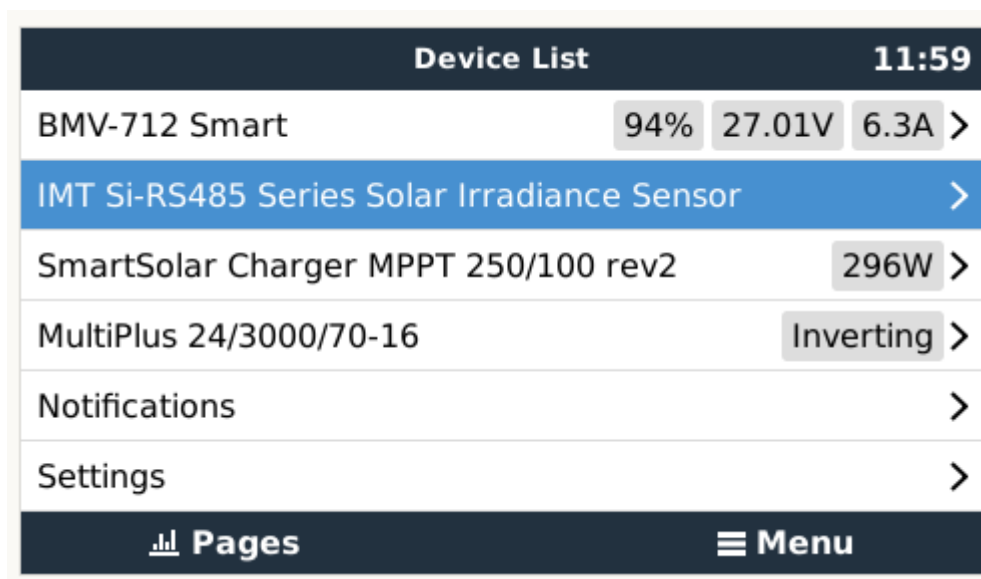 Device List 11:59
BMV-712 Smart 94% 27.01V 6.3A
IMT Si-RS485 Series Solar Irradiance Sensor
SmartSolar Charger MPPT 250/100 rev2 296W
MultiPlus 24/3000/70-16 Inverting
Notifications
Settings
Pages Menu